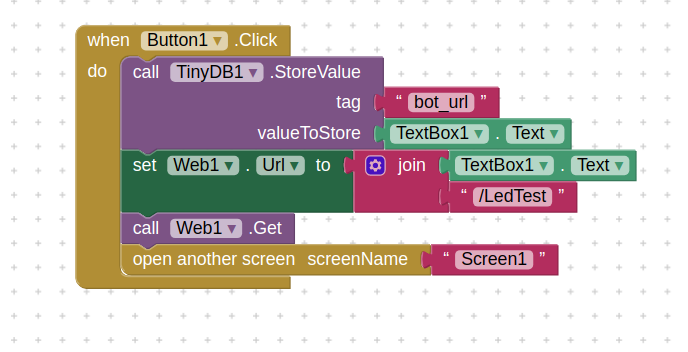 when Button1 .Click
do call TinyDB1 .StoreValue
tag “ bot_url ”
valueToStore TextBox1 . Text
set Web1 . Url to join TextBox1 . Text
“ /LedTest ”
call Web1 .Get
open another screen screenName “ Screen1 ”